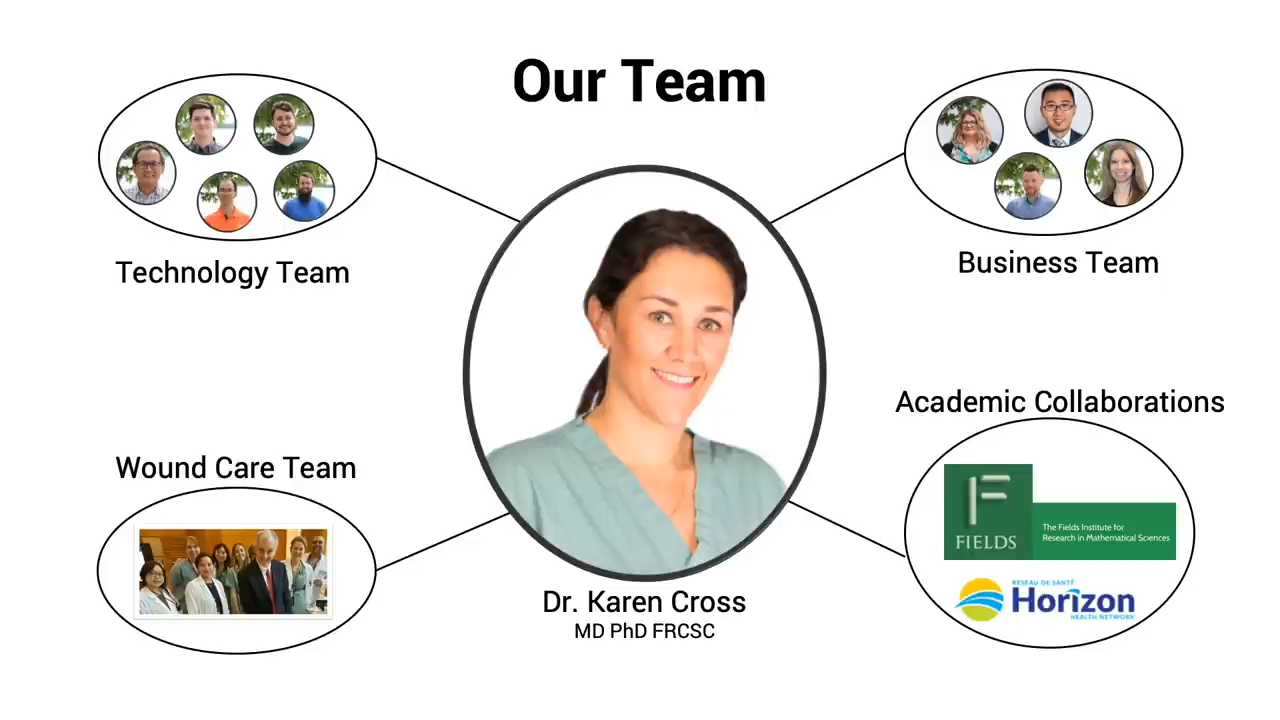 Our Team
Technology Team
Business Team
Wound Care Team
Academic Collaborations
FIELDS
The Fields Institute for
Research in Mathematical Sciences
RÉSEAU DE SANTÉ
Horizon
HEALTH NETWORK
Dr. Karen Cross
MD PhD FRCSC